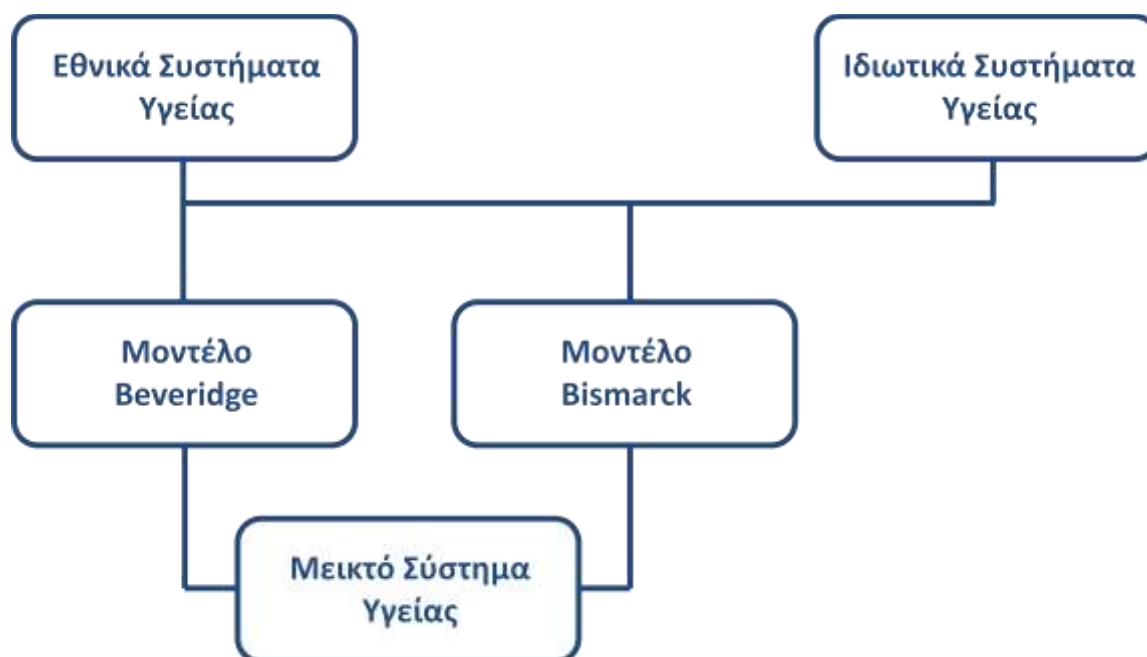 Εθνικά Συστήματα
Υγείας
Ιδιωτικά Συστήματα
Υγείας
Μοντέλο
Beveridge
Μοντέλο
Bismarck
Μεικτό Σύστημα
Υγείας